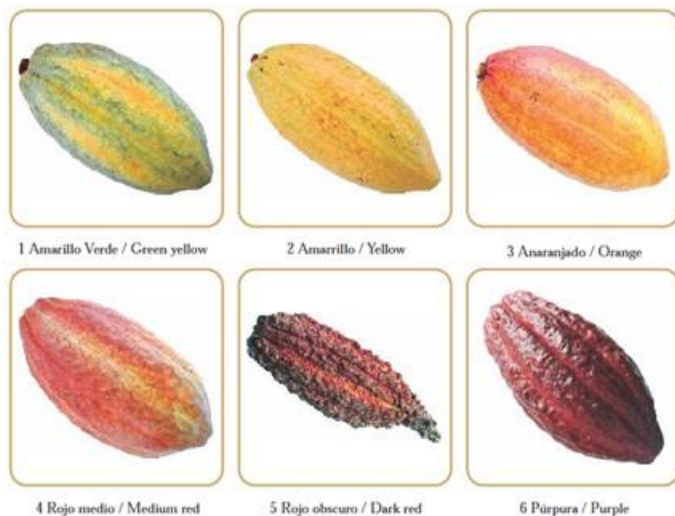 1 Amarillo Verde / Green yellow
2 Amarrillo / Yellow
3 Anaranjado / Orange
4 Rojo medio / Medium red
5 Rojo obscuro / Dark red
6 Púrpura / Purple